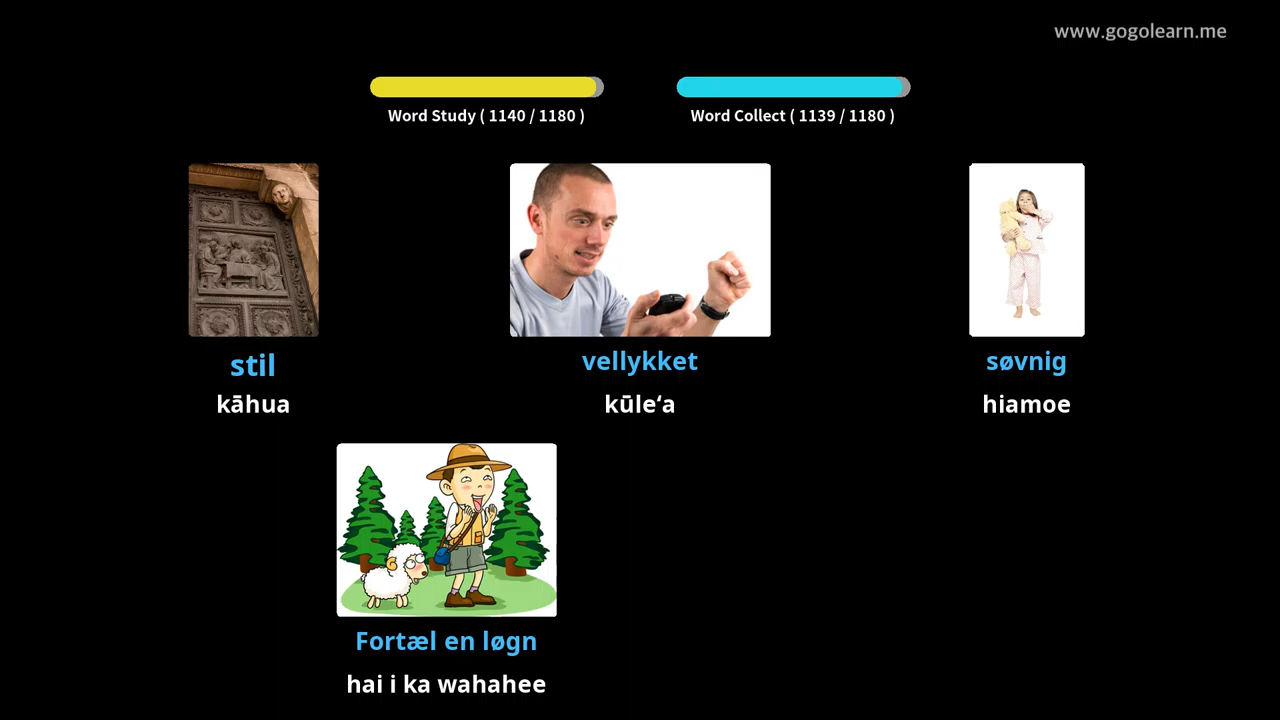 www.gogolearn.me
Word Study ( 1140 / 1180 )
Word Collect ( 1139 / 1180 )
stil
vellykket
søvnig
kāhua
kūleʻa
hiamoe
Fortæl en løgn
hai i ka wahahee